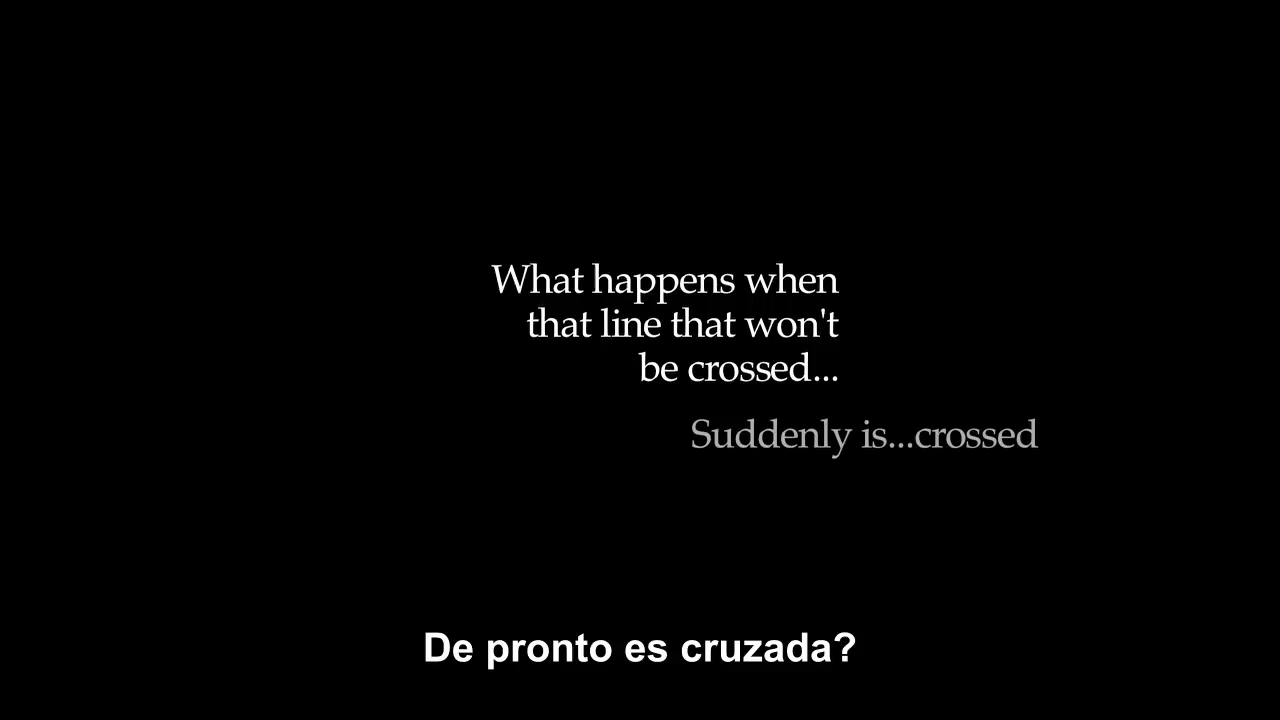 What happens when
that line that won't
be crossed...
Suddenly is...crossed
De pronto es cruzada?